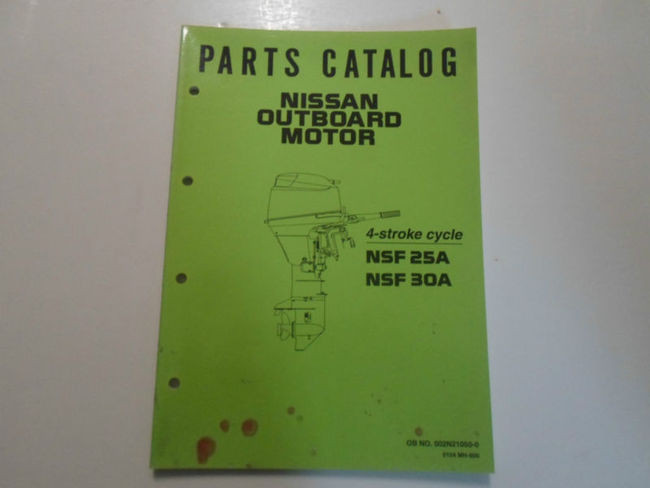 PARTS CATALOG
NISSAN
OUTBOARD
MOTOR
4-stroke cycle
NSF 25A
NSF 30A
OB NO. 002N21050-0